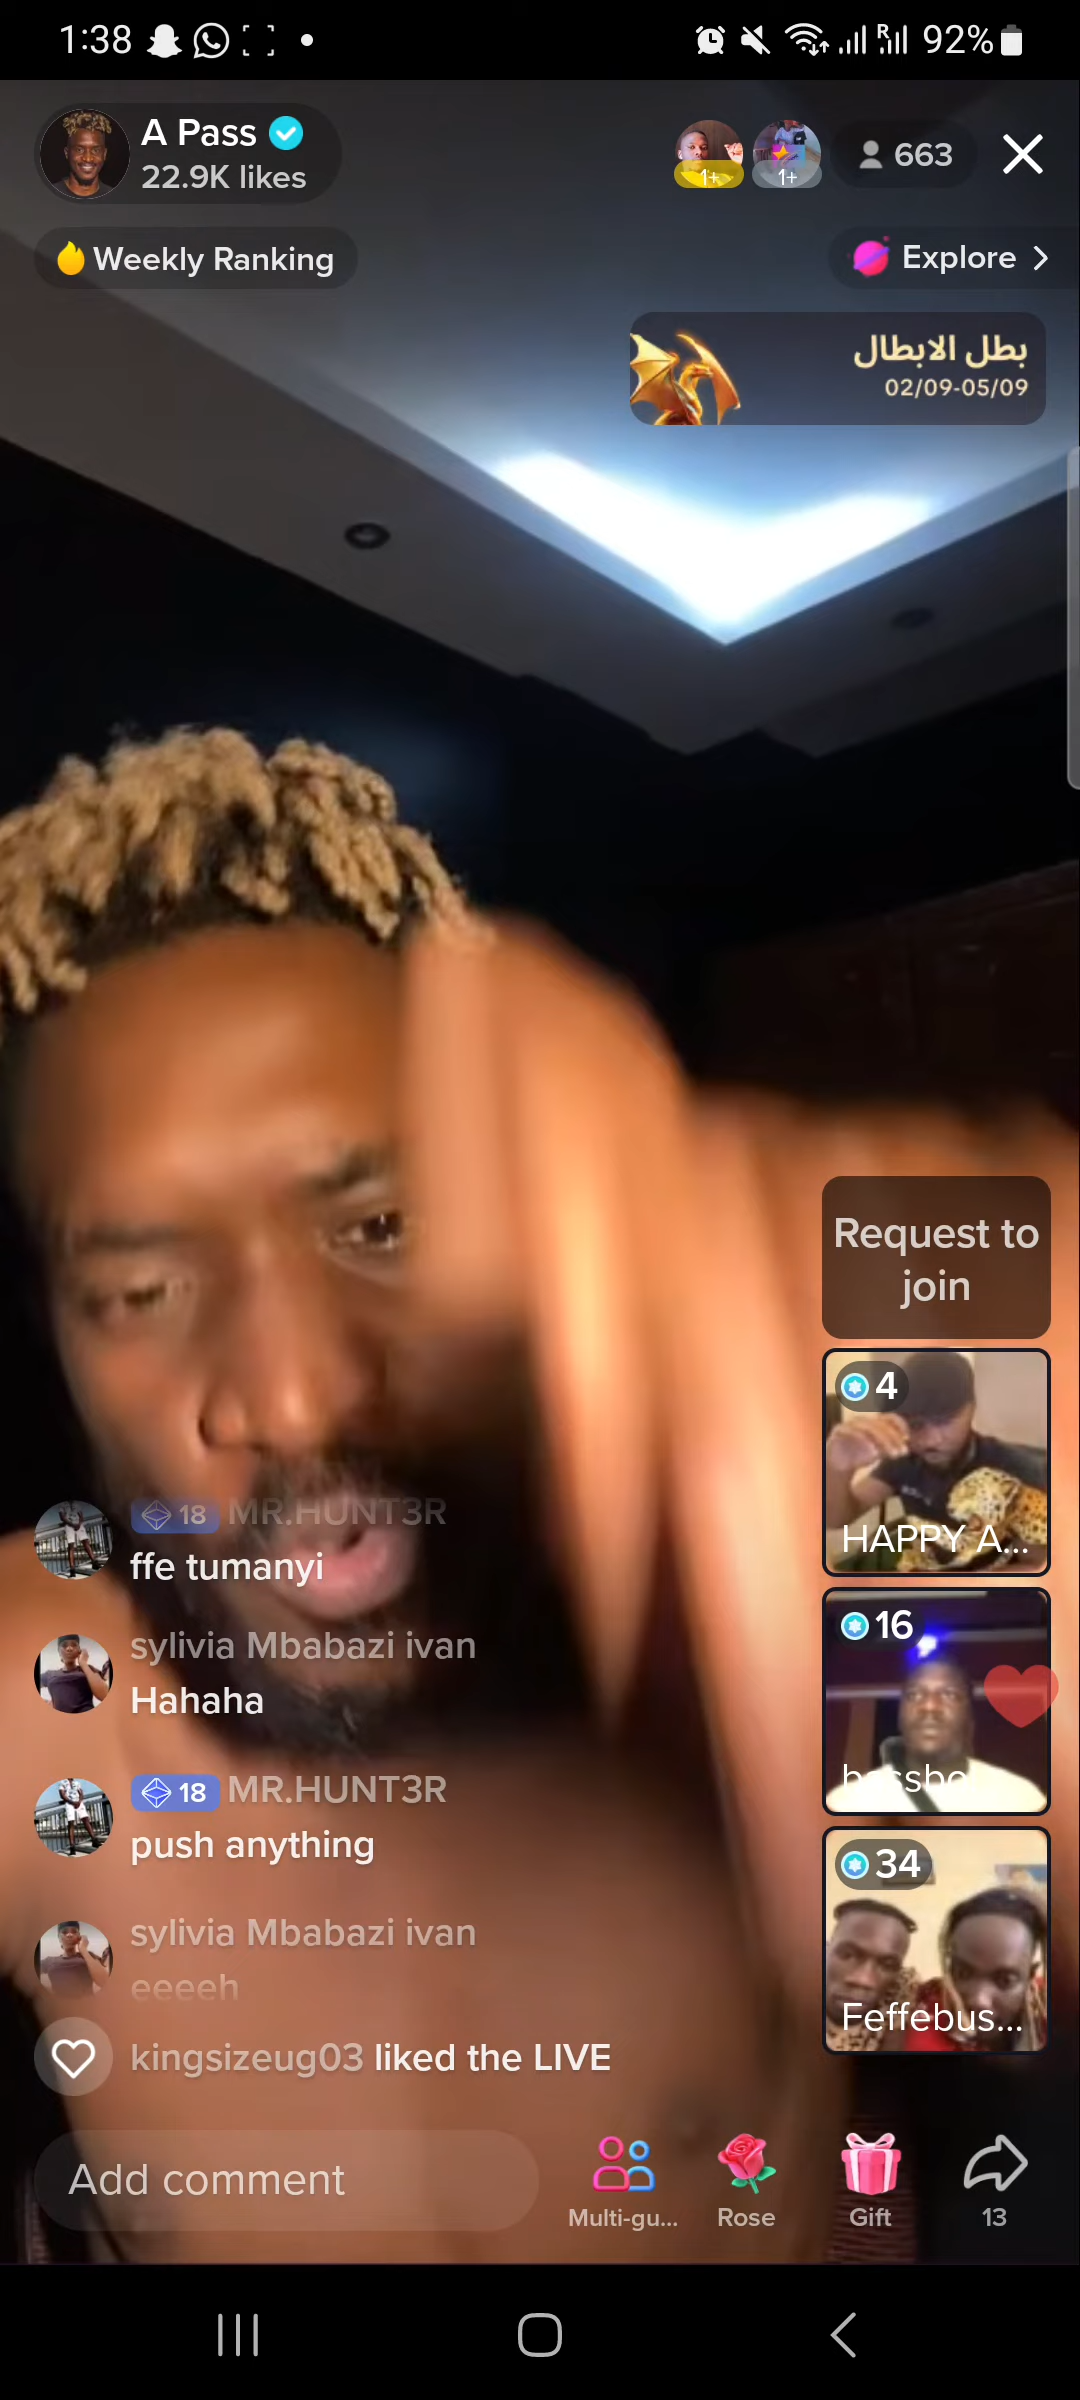 1:38
92%
A Pass
22.9K likes
1+
1+
663
Weekly Ranking
Explore
بطل الابطال
02/09-05/09
Request to
join
4
HAPPY A...
16
34
Feffebus...
18 MR.HUNT3R
ffe tumanyi
sylivia Mbabazi ivan
Hahaha
18 MR.HUNT3R
push anything
sylivia Mbabazi ivan
eeeeh
kingsizeug03 liked the LIVE
Add comment
Multi-gu...
Rose
Gift
13